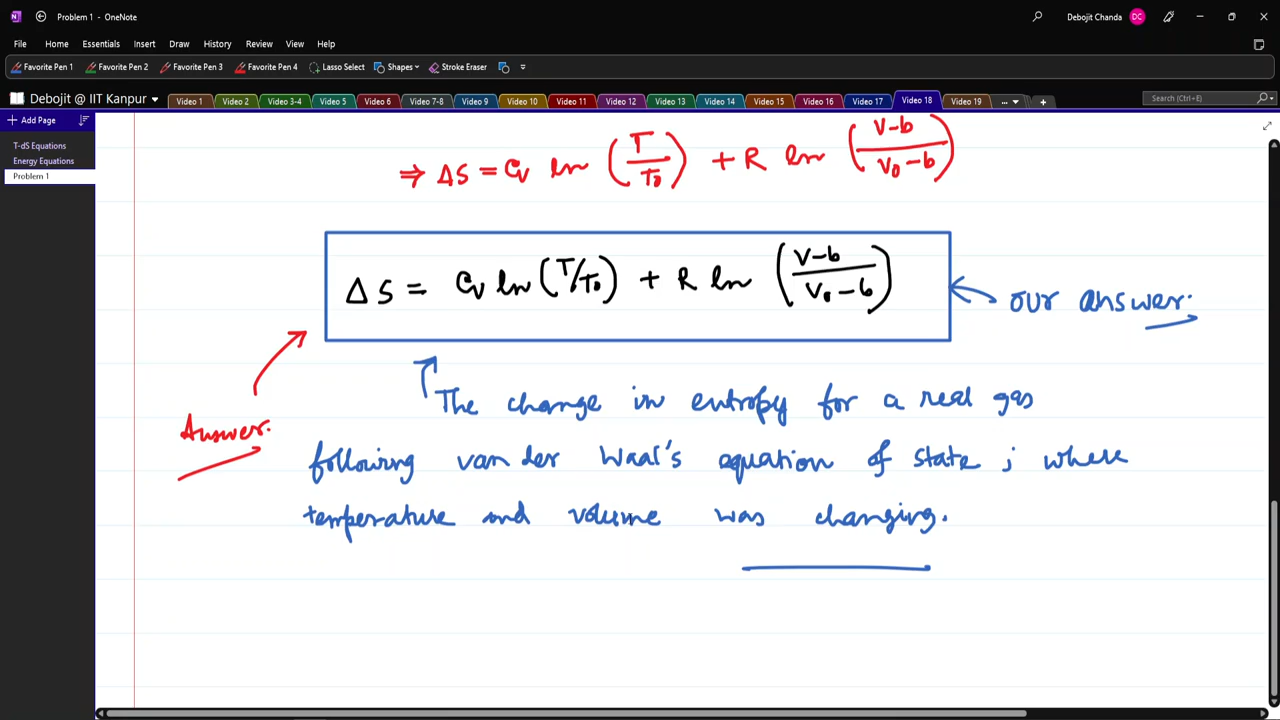 Problem 1 - OneNote
Debojit Chanda DC
File Home Essentials Insert Draw History Review View Help
Favorite Pen 1 Favorite Pen 2 Favorite Pen 3 Favorite Pen 4 Lasso Select Shapes Stroke Eraser
Debojit @ IIT Kanpur Video 1 Video 2 Video 3-4 Video 5 Video 6 Video 7-8 Video 9 Video 10 Video 11 Video 12 Video 13 Video 14 Video 15 Video 16 Video 17 Video 18 Video 19 ... + Search (Ctrl+E)
+ Add Page
T-dS Equations
Energy Equations
Problem 1
⇒ ΔS = Cv ln (T/T₀) + R ln ((V-b)/(V₀-b))
ΔS = Cv ln (T/T₀) + R ln ((V-b)/(V₀-b))
our answer.
Answer.
The change in entropy for a real gas
following van der Waal's equation of state ; where
temperature and volume was changing.